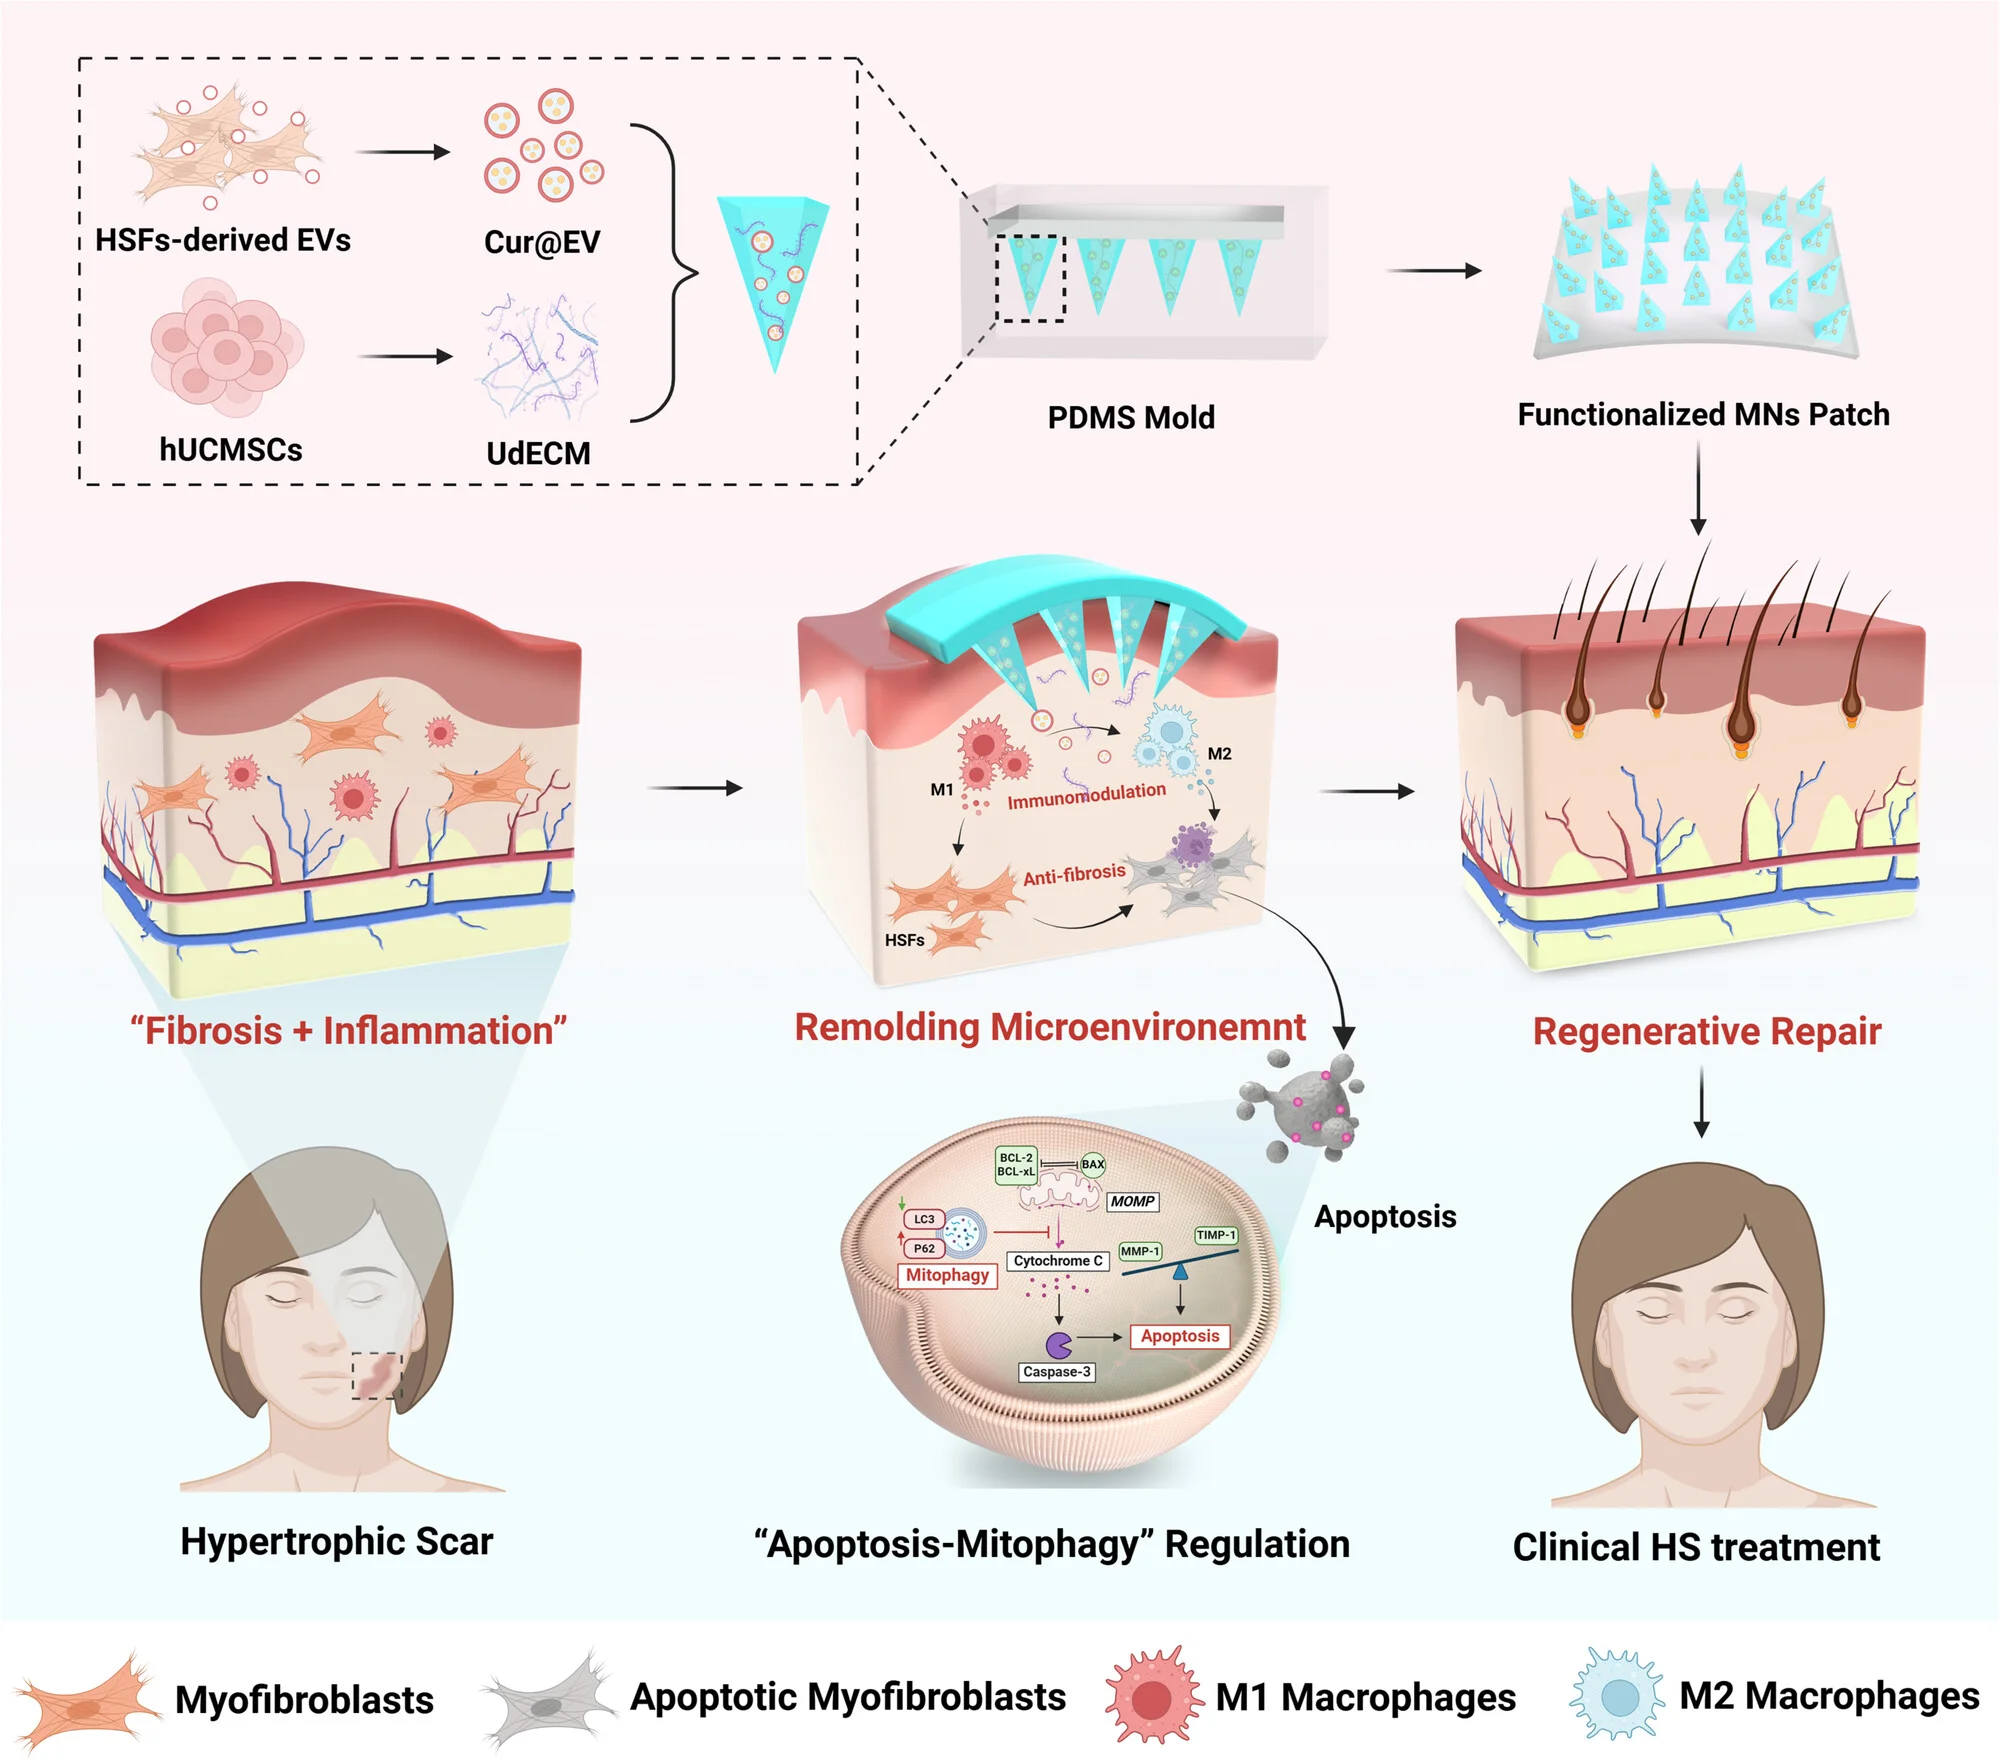 HSFs-derived EVs
Cur@EV
hUCMSCs
UdECM
PDMS Mold
Functionalized MNs Patch
M1
M2
Immunomodulation
Anti-fibrosis
HSFs
“Fibrosis + Inflammation”
Remolding Microenvironemnt
Regenerative Repair
BCL-2
BCL-xL
BAX
MOMP
LC3
P62
Mitophagy
Cytochrome C
MMP-1
TIMP-1
Caspase-3
Apoptosis
Apoptosis
Hypertrophic Scar
“Apoptosis-Mitophagy” Regulation
Clinical HS treatment
Myofibroblasts
Apoptotic Myofibroblasts
M1 Macrophages
M2 Macrophages